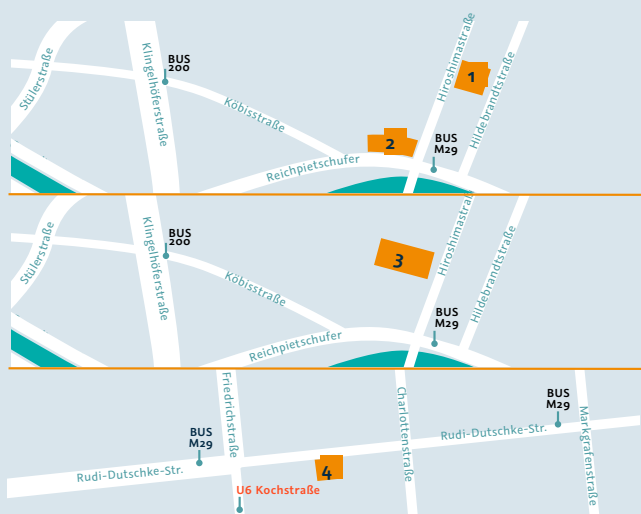 Stülerstraße
Klingelhöferstraße
BUS
200
Köbisstraße
Reichpietschufer
2
BUS
M29
Hiroshimastraße
1
Hildebrandtstraße
Stülerstraße
Klingelhöferstraße
BUS
200
Köbisstraße
Reichpietschufer
3
BUS
M29
Hiroshimastraß
Hildebrandtstraße
Friedrichstraße
BUS
M29
Rudi-Dutschke-Str.
U6 Kochstraße
4
Charlottenstraße
Rudi-Dutschke-Str.
BUS
M29
Markgrafenstraße